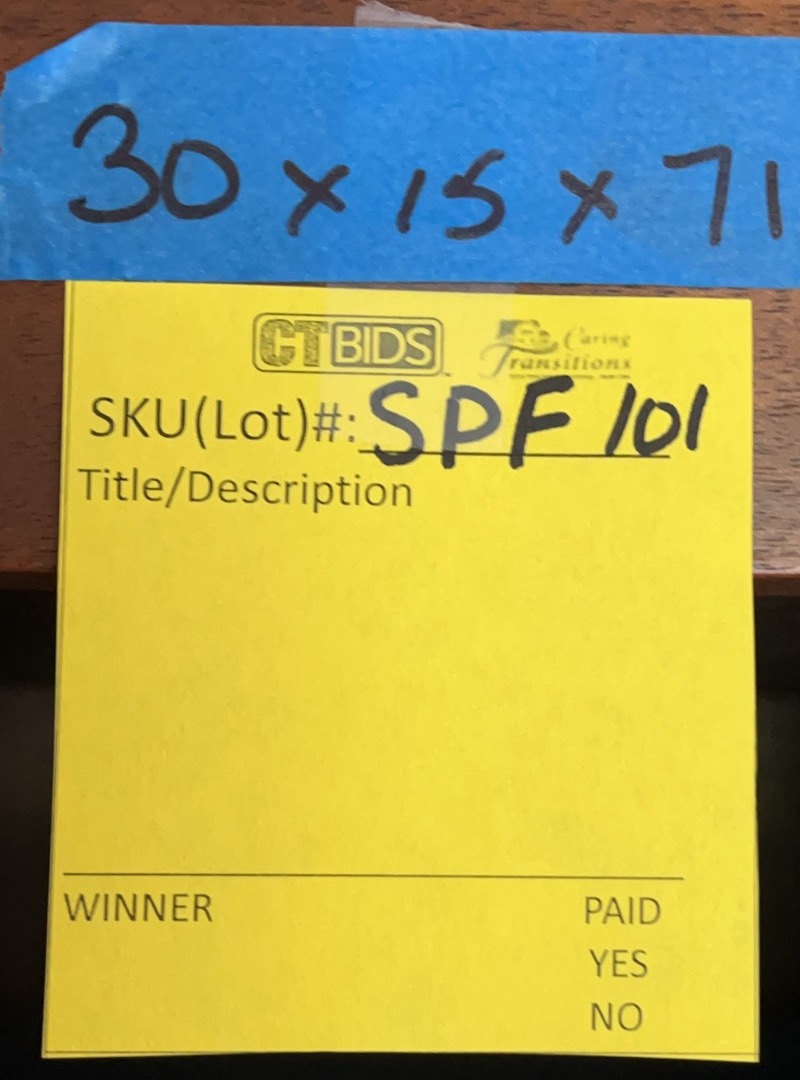 30 x 15 x 71
CTBIDS Caring Transitions
SKU(Lot)#: SPF 101
Title/Description
WINNER PAID
YES
NO